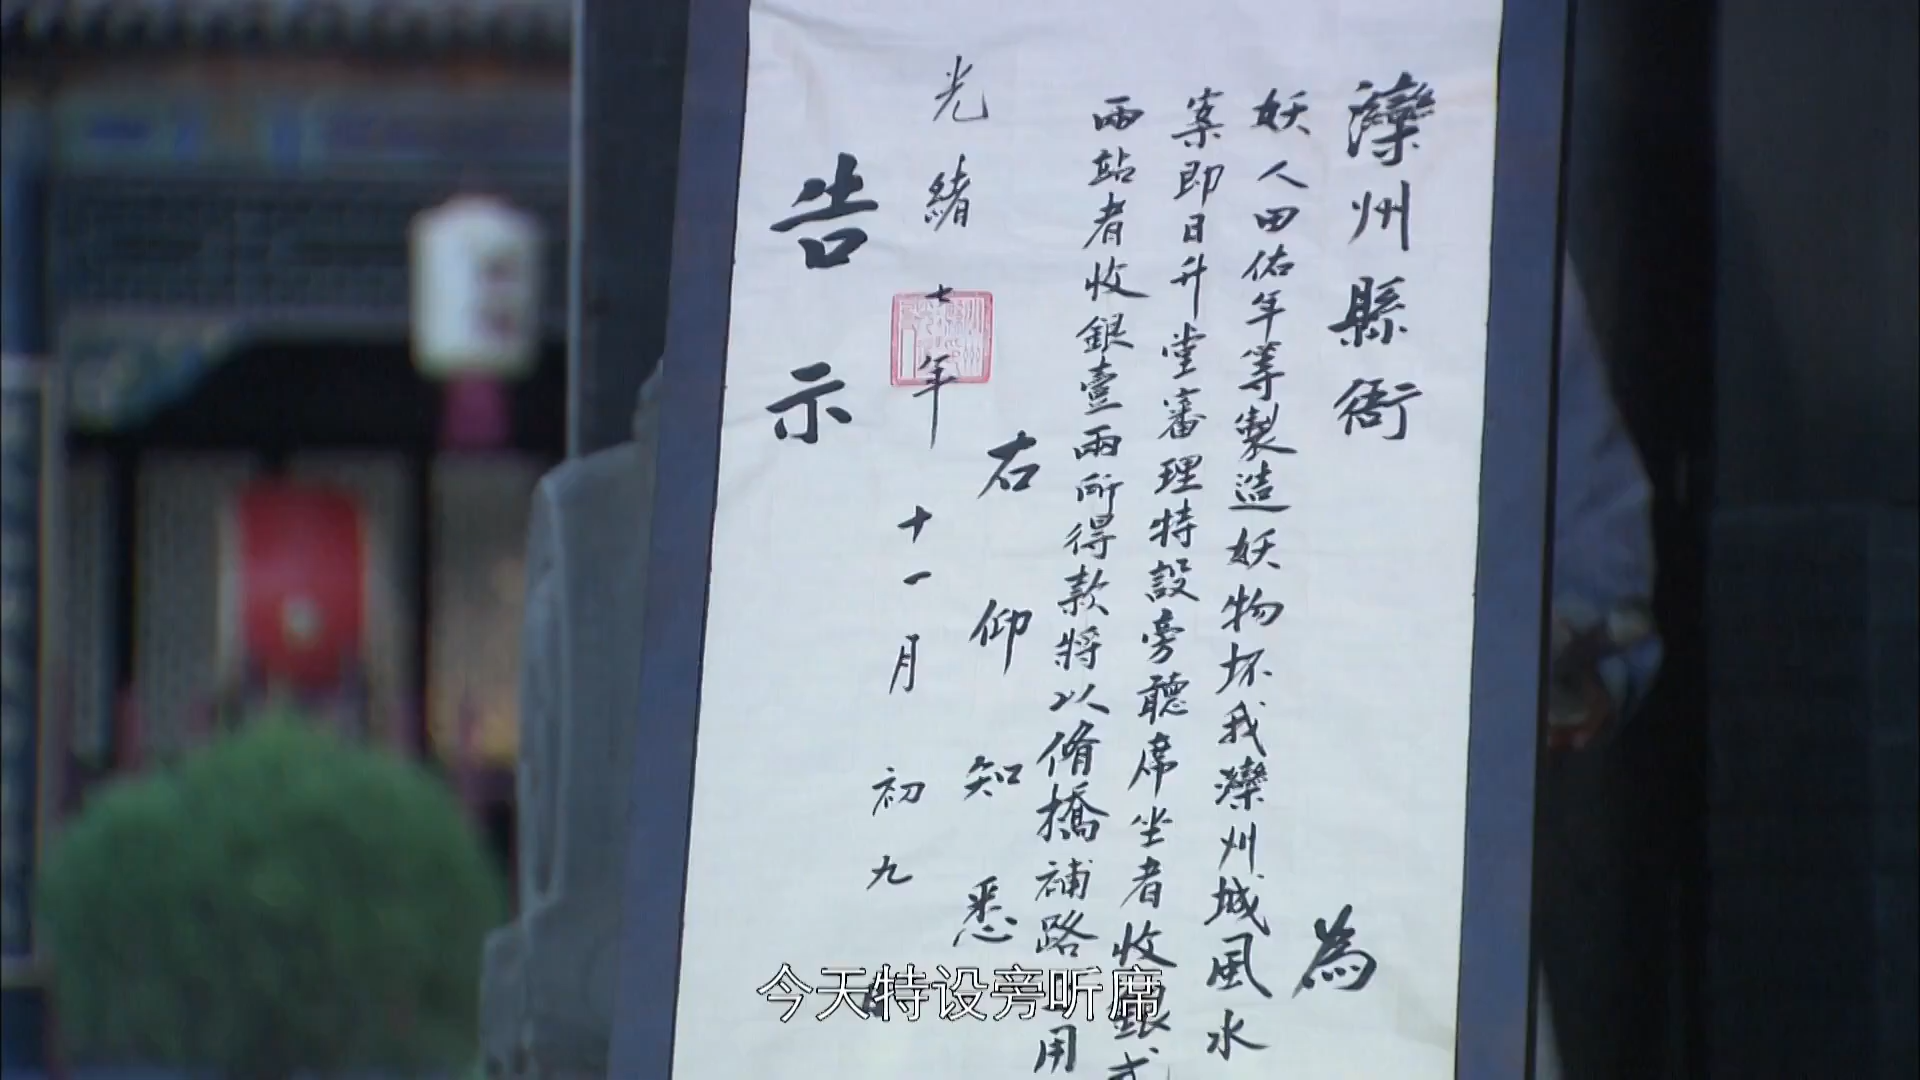 灤州縣衙 為
妖人田佑年等製造妖物坏我灤州城風水
案即日升堂審理特設旁聽席坐者收銀
兩站者收銀壹兩所得款將以脩橋補路用
右仰知悉
光緒七年十一月初九日
告示
今天特设旁听席